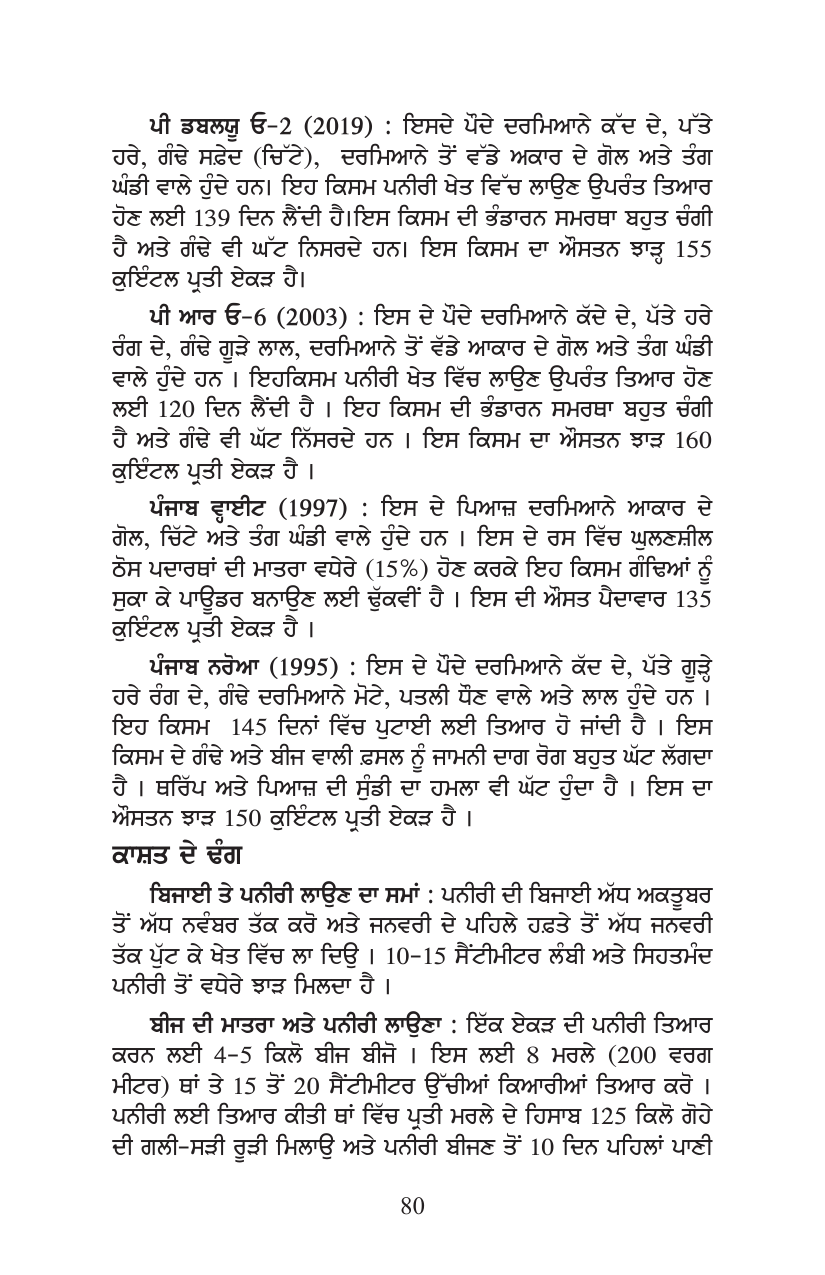 ਪੀ ਡਬਲਯੂ ਓ-2 (2019) : ਇਸਦੇ ਪੌਦੇ ਦਰਮਿਆਨੇ ਕੱਦ ਦੇ, ਪੱਤੇ
ਹਰੇ, ਗੰਢੇ ਸਫ਼ੇਦ (ਚਿੱਟੇ), ਦਰਮਿਆਨੇ ਤੋਂ ਵੱਡੇ ਅਕਾਰ ਦੇ ਗੋਲ ਅਤੇ ਤੰਗ
ਘੰਡੀ ਵਾਲੇ ਹੁੰਦੇ ਹਨ। ਇਹ ਕਿਸਮ ਪਨੀਰੀ ਖੇਤ ਵਿੱਚ ਲਾਉਣ ਉਪਰੰਤ ਤਿਆਰ
ਹੋਣ ਲਈ 139 ਦਿਨ ਲੈਂਦੀ ਹੈ।ਇਸ ਕਿਸਮ ਦੀ ਭੰਡਾਰਨ ਸਮਰਥਾ ਬਹੁਤ ਚੰਗੀ
ਹੈ ਅਤੇ ਗੰਢੇ ਵੀ ਘੱਟ ਨਿਸਰਦੇ ਹਨ। ਇਸ ਕਿਸਮ ਦਾ ਔਸਤਨ ਝਾੜ੍ਹ 155
ਕੁਇੰਟਲ ਪ੍ਰਤੀ ਏਕੜ ਹੈ।
ਪੀ ਆਰ ਓ-6 (2003) : ਇਸ ਦੇ ਪੌਦੇ ਦਰਮਿਆਨੇ ਕੱਦੇ ਦੇ, ਪੱਤੇ ਹਰੇ
ਰੰਗ ਦੇ, ਗੰਢੇ ਗੂੜੇ ਲਾਲ, ਦਰਮਿਆਨੇ ਤੋਂ ਵੱਡੇ ਆਕਾਰ ਦੇ ਗੋਲ ਅਤੇ ਤੰਗ ਘੰਡੀ
ਵਾਲੇ ਹੁੰਦੇ ਹਨ । ਇਹਕਿਸਮ ਪਨੀਰੀ ਖੇਤ ਵਿੱਚ ਲਾਉਣ ਉਪਰੰਤ ਤਿਆਰ ਹੋਣ
ਲਈ 120 ਦਿਨ ਲੈਂਦੀ ਹੈ । ਇਹ ਕਿਸਮ ਦੀ ਭੰਡਾਰਨ ਸਮਰਥਾ ਬਹੁਤ ਚੰਗੀ
ਹੈ ਅਤੇ ਗੰਢੇ ਵੀ ਘੱਟ ਨਿੱਸਰਦੇ ਹਨ । ਇਸ ਕਿਸਮ ਦਾ ਔਸਤਨ ਝਾੜ 160
ਕੁਇੰਟਲ ਪ੍ਰਤੀ ਏਕੜ ਹੈ ।
ਪੰਜਾਬ ਵ੍ਹਾਈਟ (1997) : ਇਸ ਦੇ ਪਿਆਜ਼ ਦਰਮਿਆਨੇ ਆਕਾਰ ਦੇ
ਗੋਲ, ਚਿੱਟੇ ਅਤੇ ਤੰਗ ਘੰਡੀ ਵਾਲੇ ਹੁੰਦੇ ਹਨ । ਇਸ ਦੇ ਰਸ ਵਿੱਚ ਘੁਲਣਸ਼ੀਲ
ਠੋਸ ਪਦਾਰਥਾਂ ਦੀ ਮਾਤਰਾ ਵਧੇਰੇ (15%) ਹੋਣ ਕਰਕੇ ਇਹ ਕਿਸਮ ਗੰਢਿਆਂ ਨੂੰ
ਸੁਕਾ ਕੇ ਪਾਊਡਰ ਬਨਾਉਣ ਲਈ ਢੁੱਕਵੀਂ ਹੈ । ਇਸ ਦੀ ਔਸਤ ਪੈਦਾਵਾਰ 135
ਕੁਇੰਟਲ ਪ੍ਰਤੀ ਏਕੜ ਹੈ ।
ਪੰਜਾਬ ਨਰੋਆ (1995) : ਇਸ ਦੇ ਪੌਦੇ ਦਰਮਿਆਨੇ ਕੱਦ ਦੇ, ਪੱਤੇ ਗੂੜ੍ਹੇ
ਹਰੇ ਰੰਗ ਦੇ, ਗੰਢੇ ਦਰਮਿਆਨੇ ਮੋਟੇ, ਪਤਲੀ ਧੌਣ ਵਾਲੇ ਅਤੇ ਲਾਲ ਹੁੰਦੇ ਹਨ ।
ਇਹ ਕਿਸਮ 145 ਦਿਨਾਂ ਵਿੱਚ ਪੁਟਾਈ ਲਈ ਤਿਆਰ ਹੋ ਜਾਂਦੀ ਹੈ । ਇਸ
ਕਿਸਮ ਦੇ ਗੰਢੇ ਅਤੇ ਬੀਜ ਵਾਲੀ ਫ਼ਸਲ ਨੂੰ ਜਾਮਨੀ ਦਾਗ ਰੋਗ ਬਹੁਤ ਘੱਟ ਲੱਗਦਾ
ਹੈ । ਥਰਿੱਪ ਅਤੇ ਪਿਆਜ਼ ਦੀ ਸੁੰਡੀ ਦਾ ਹਮਲਾ ਵੀ ਘੱਟ ਹੁੰਦਾ ਹੈ । ਇਸ ਦਾ
ਔਸਤਨ ਝਾੜ 150 ਕੁਇੰਟਲ ਪ੍ਰਤੀ ਏਕੜ ਹੈ ।
ਕਾਸ਼ਤ ਦੇ ਢੰਗ
ਬਿਜਾਈ ਤੇ ਪਨੀਰੀ ਲਾਉਣ ਦਾ ਸਮਾਂ : ਪਨੀਰੀ ਦੀ ਬਿਜਾਈ ਅੱਧ ਅਕਤੂਬਰ
ਤੋਂ ਅੱਧ ਨਵੰਬਰ ਤੱਕ ਕਰੋ ਅਤੇ ਜਨਵਰੀ ਦੇ ਪਹਿਲੇ ਹਫ਼ਤੇ ਤੋਂ ਅੱਧ ਜਨਵਰੀ
ਤੱਕ ਪੁੱਟ ਕੇ ਖੇਤ ਵਿੱਚ ਲਾ ਦਿਉ । 10-15 ਸੈਂਟੀਮੀਟਰ ਲੰਬੀ ਅਤੇ ਸਿਹਤਮੰਦ
ਪਨੀਰੀ ਤੋਂ ਵਧੇਰੇ ਝਾੜ ਮਿਲਦਾ ਹੈ ।
ਬੀਜ ਦੀ ਮਾਤਰਾ ਅਤੇ ਪਨੀਰੀ ਲਾਉਣਾ : ਇੱਕ ਏਕੜ ਦੀ ਪਨੀਰੀ ਤਿਆਰ
ਕਰਨ ਲਈ 4-5 ਕਿਲੋ ਬੀਜ ਬੀਜੋ । ਇਸ ਲਈ 8 ਮਰਲੇ (200 ਵਰਗ
ਮੀਟਰ) ਥਾਂ ਤੇ 15 ਤੋਂ 20 ਸੈਂਟੀਮੀਟਰ ਉੱਚੀਆਂ ਕਿਆਰੀਆਂ ਤਿਆਰ ਕਰੋ ।
ਪਨੀਰੀ ਲਈ ਤਿਆਰ ਕੀਤੀ ਥਾਂ ਵਿੱਚ ਪ੍ਰਤੀ ਮਰਲੇ ਦੇ ਹਿਸਾਬ 125 ਕਿਲੋ ਗੋਹੇ
ਦੀ ਗਲੀ-ਸੜੀ ਰੂੜੀ ਮਿਲਾਉ ਅਤੇ ਪਨੀਰੀ ਬੀਜਣ ਤੋਂ 10 ਦਿਨ ਪਹਿਲਾਂ ਪਾਣੀ
80